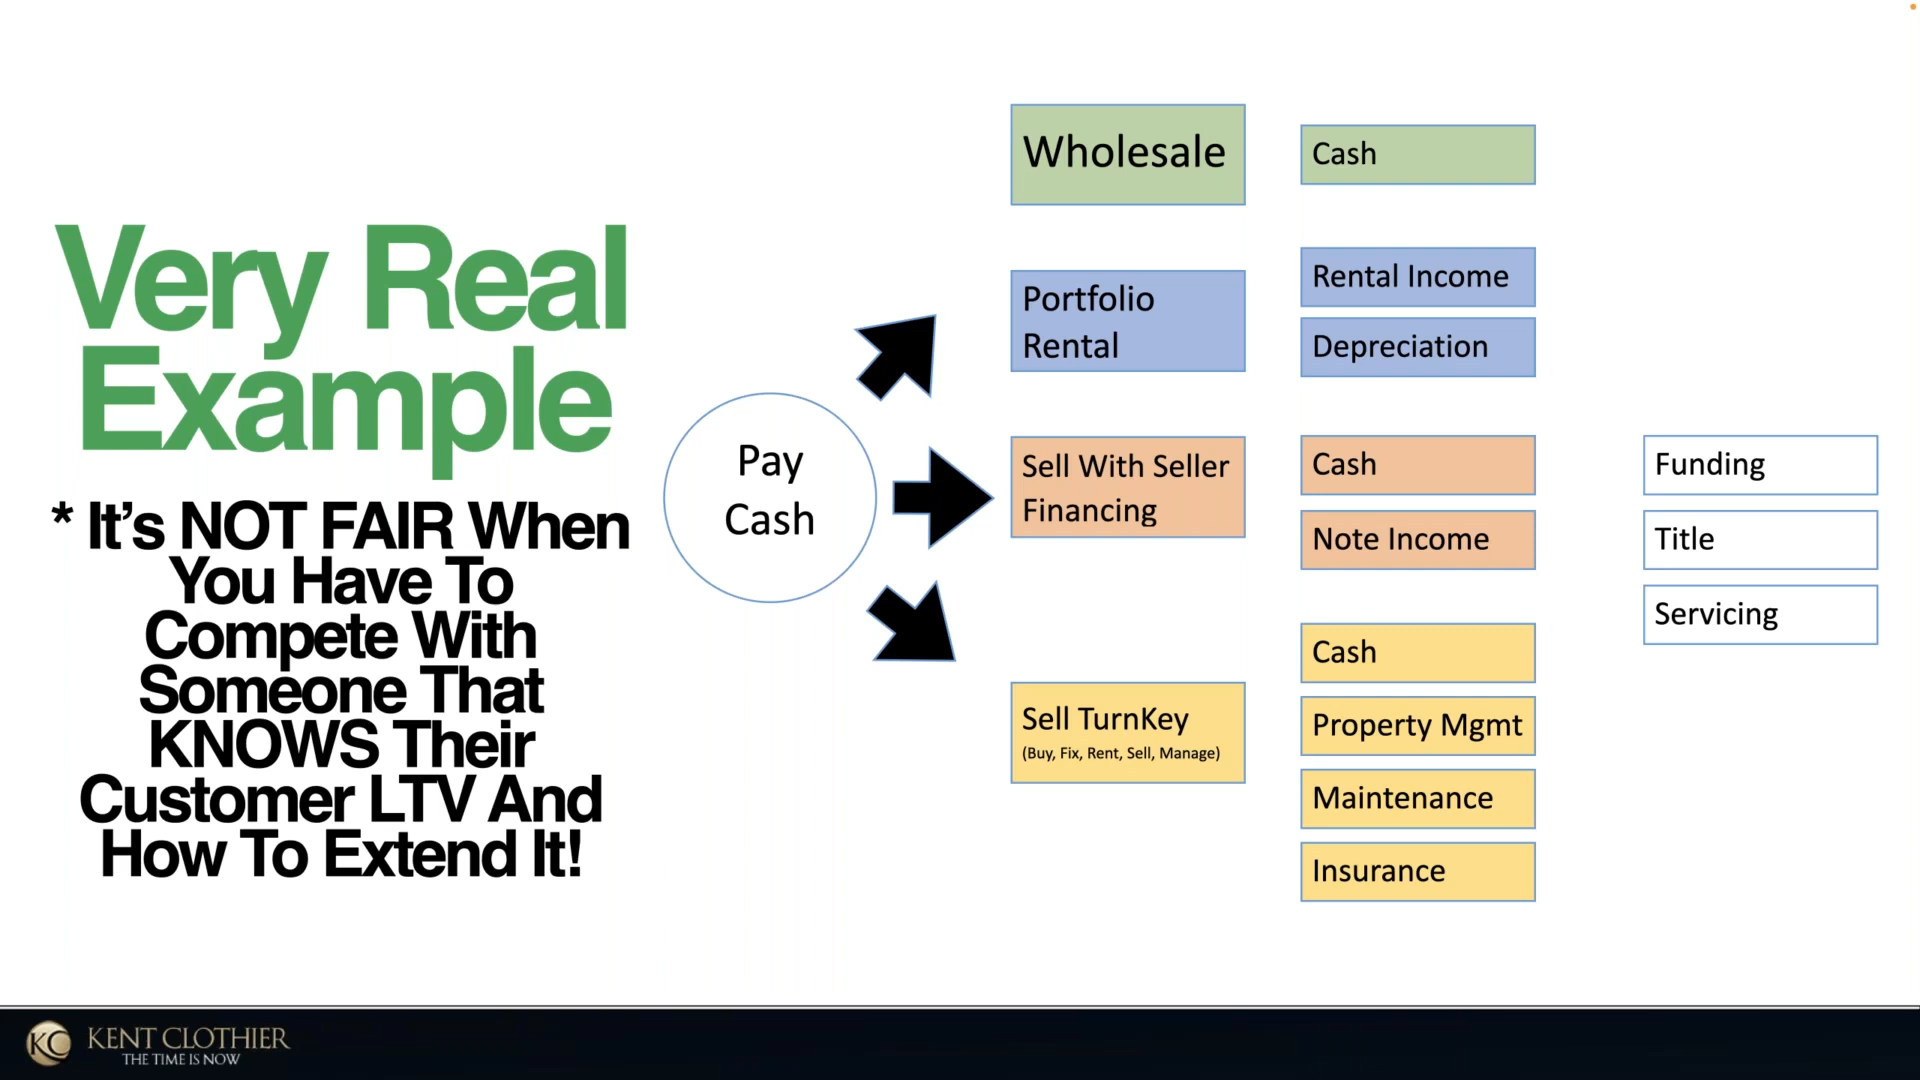 Very Real
Example
* It's NOT FAIR When
You Have To
Compete With
Someone That
KNOWS Their
Customer LTV And
How To Extend It!
Pay
Cash
Wholesale
Cash
Portfolio
Rental
Rental Income
Depreciation
Sell With Seller
Financing
Cash
Note Income
Funding
Title
Servicing
Sell TurnKey
(Buy, Fix, Rent, Sell, Manage)
Cash
Property Mgmt
Maintenance
Insurance
KC
KENT CLOTHIER
THE TIME IS NOW